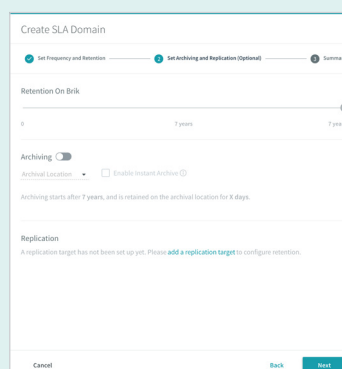 Create SLA Domain
Set Frequency and Retention
2 Set Archiving and Replication (Optional)
3
Retention On Brik
0 7 years
Archiving
Archival Location Enable Instant Archive
Archiving starts after 7 years, and is retained on the archival location for X days.
Replication
A replication target has not been set up yet. Please add a replication target to configure retention.
Cancel Back Next